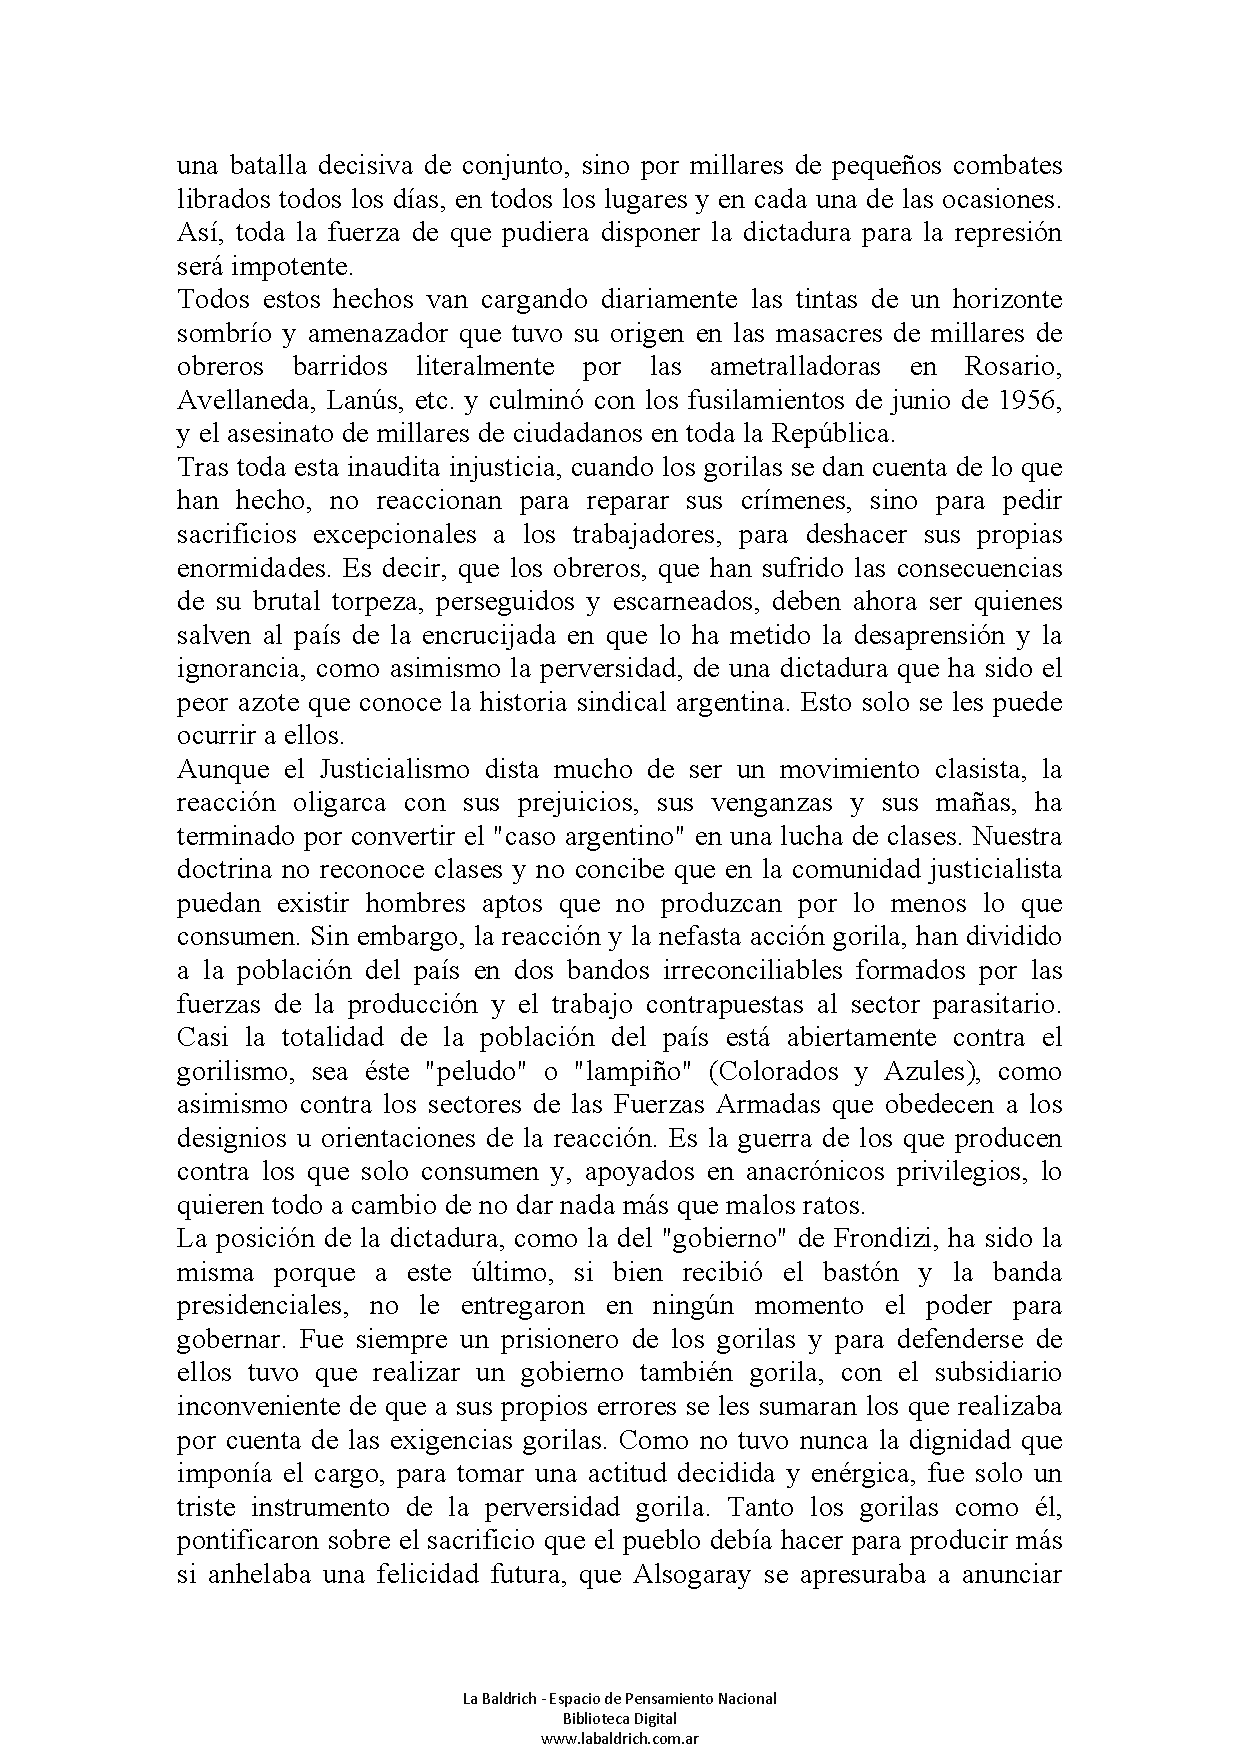 una batalla decisiva de conjunto, sino por millares de pequeños combates
librados todos los días, en todos los lugares y en cada una de las ocasiones.
Así, toda la fuerza de que pudiera disponer la dictadura para la represión
será impotente.
Todos estos hechos van cargando diariamente las tintas de un horizonte
sombrío y amenazador que tuvo su origen en las masacres de millares de
obreros barridos literalmente por las ametralladoras en Rosario,
Avellaneda, Lanús, etc. y culminó con los fusilamientos de junio de 1956,
y el asesinato de millares de ciudadanos en toda la República.
Tras toda esta inaudita injusticia, cuando los gorilas se dan cuenta de lo que
han hecho, no reaccionan para reparar sus crímenes, sino para pedir
sacrificios excepcionales a los trabajadores, para deshacer sus propias
enormidades. Es decir, que los obreros, que han sufrido las consecuencias
de su brutal torpeza, perseguidos y escarneados, deben ahora ser quienes
salven al país de la encrucijada en que lo ha metido la desaprensión y la
ignorancia, como asimismo la perversidad, de una dictadura que ha sido el
peor azote que conoce la historia sindical argentina. Esto solo se les puede
ocurrir a ellos.
Aunque el Justicialismo dista mucho de ser un movimiento clasista, la
reacción oligarca con sus prejuicios, sus venganzas y sus mañas, ha
terminado por convertir el "caso argentino" en una lucha de clases. Nuestra
doctrina no reconoce clases y no concibe que en la comunidad justicialista
puedan existir hombres aptos que no produzcan por lo menos lo que
consumen. Sin embargo, la reacción y la nefasta acción gorila, han dividido
a la población del país en dos bandos irreconciliables formados por las
fuerzas de la producción y el trabajo contrapuestas al sector parasitario.
Casi la totalidad de la población del país está abiertamente contra el
gorilismo, sea éste "peludo" o "lampiño" (Colorados y Azules), como
asimismo contra los sectores de las Fuerzas Armadas que obedecen a los
designios u orientaciones de la reacción. Es la guerra de los que producen
contra los que solo consumen y, apoyados en anacrónicos privilegios, lo
quieren todo a cambio de no dar nada más que malos ratos.
La posición de la dictadura, como la del "gobierno" de Frondizi, ha sido la
misma porque a este último, si bien recibió el bastón y la banda
presidenciales, no le entregaron en ningún momento el poder para
gobernar. Fue siempre un prisionero de los gorilas y para defenderse de
ellos tuvo que realizar un gobierno también gorila, con el subsidiario
inconveniente de que a sus propios errores se les sumaran los que realizaba
por cuenta de las exigencias gorilas. Como no tuvo nunca la dignidad que
imponía el cargo, para tomar una actitud decidida y enérgica, fue solo un
triste instrumento de la perversidad gorila. Tanto los gorilas como él,
pontificaron sobre el sacrificio que el pueblo debía hacer para producir más
si anhelaba una felicidad futura, que Alsogaray se apresuraba a anunciar
La Baldrich - Espacio de Pensamiento Nacional
Biblioteca Digital
www.labaldrich.com.ar